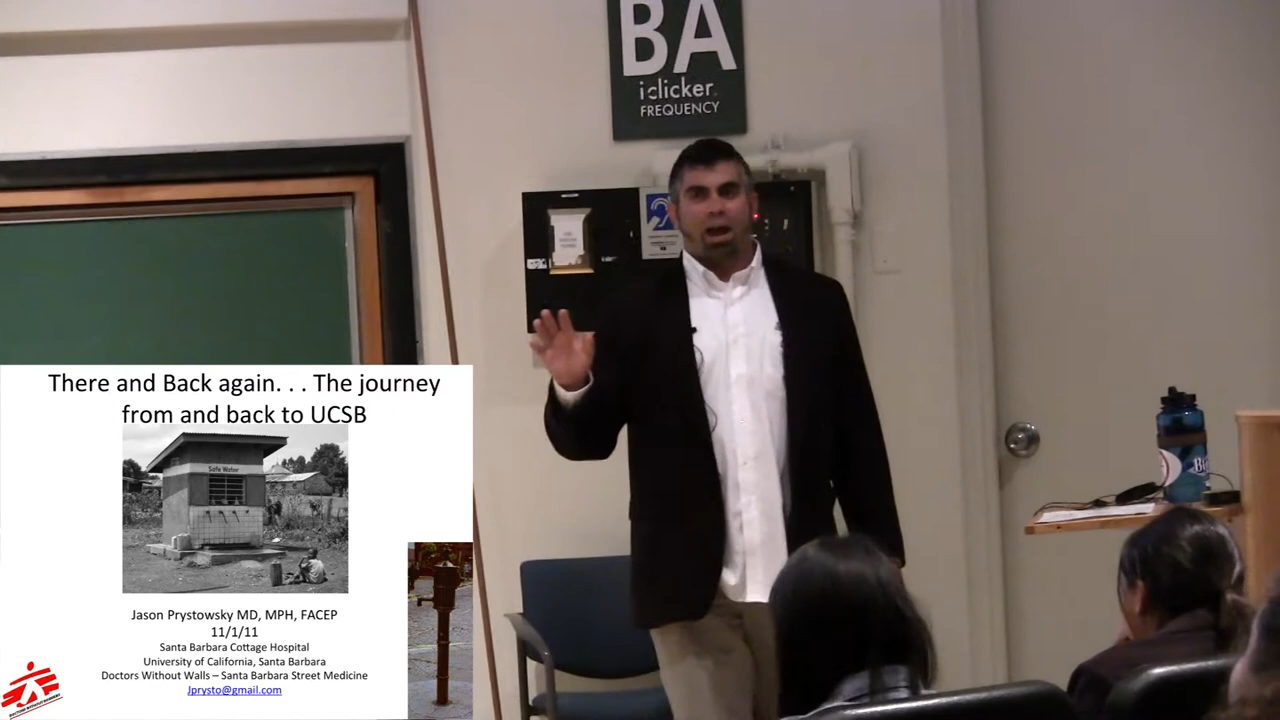 BA
iclicker
FREQUENCY
There and Back again. . . The journey
from and back to UCSB
Safe Water
Jason Prystowsky MD, MPH, FACEP
11/1/11
Santa Barbara Cottage Hospital
University of California, Santa Barbara
Doctors Without Walls – Santa Barbara Street Medicine
Jprysto@gmail.com